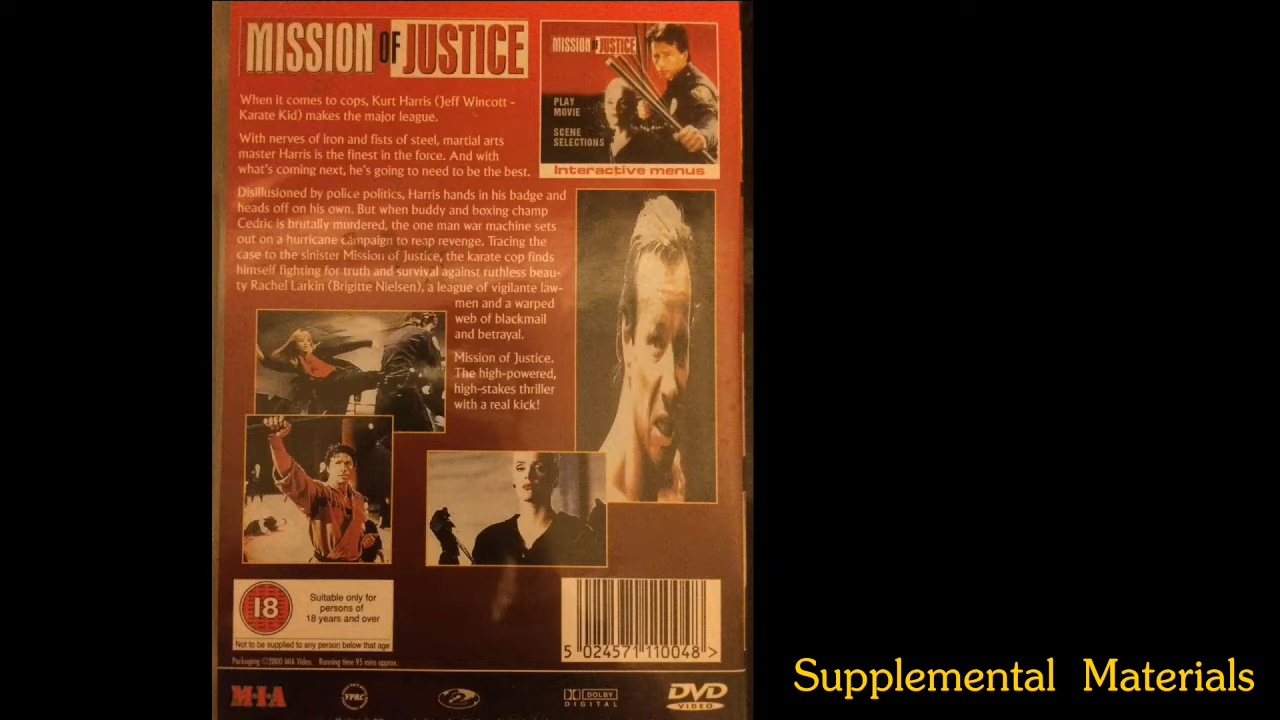 MISSION OF JUSTICE
When it comes to cops, Kurt Harris (Jeff Wincott -
Karate Kid) makes the major league.
With nerves of iron and fists of steel, martial arts
master Harris is the finest in the force. And with
what's coming next, he's going to need to be the best.
Disillusioned by police politics, Harris hands in his badge and
heads off on his own. But when buddy and boxing champ
Cedric is brutally murdered, the one man war machine sets
out on a hurricane campaign to reap revenge. Tracing the
case to the sinister Mission of Justice, the karate cop finds
himself fighting for truth and survival against ruthless beau-
ty Rachel Larkin (Brigitte Nielsen), a league of vigilante law-
men and a warped
web of blackmail
and betrayal.
Mission of Justice.
The high-powered,
high-stakes thriller
with a real kick!
MISSION OF JUSTICE
PLAY
MOVIE
SCENE
SELECTIONS
Interactive menus
18
Suitable only for
persons of
18 years and over
Not to be supplied to any person below that age
Packaging ©2000 MIA Video. Running time 95 mins approx.
5 024571 110048 >
M·I·A
VPRC
2
DOLBY
DIGITAL
DVD
VIDEO
Supplemental Materials